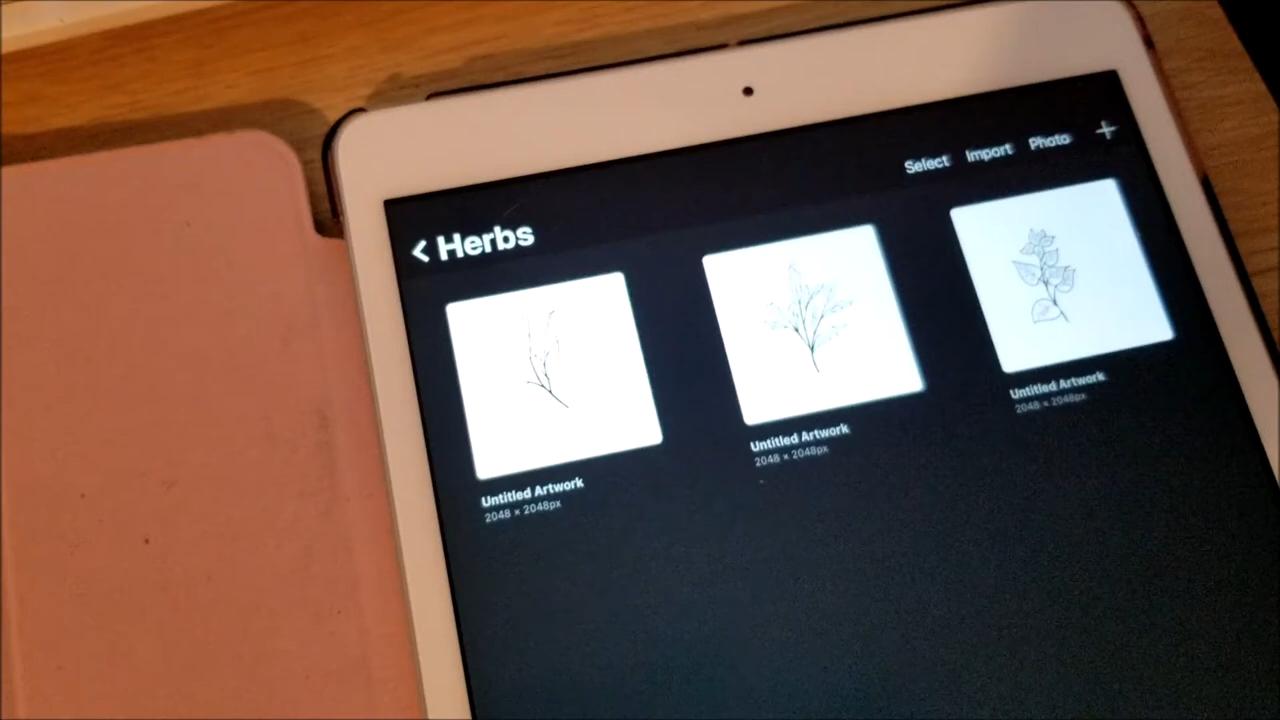 Select Import Photo +
< Herbs
Untitled Artwork
2048 × 2048px
Untitled Artwork
2048 × 2048px
Untitled Artwork
2048 × 2048px